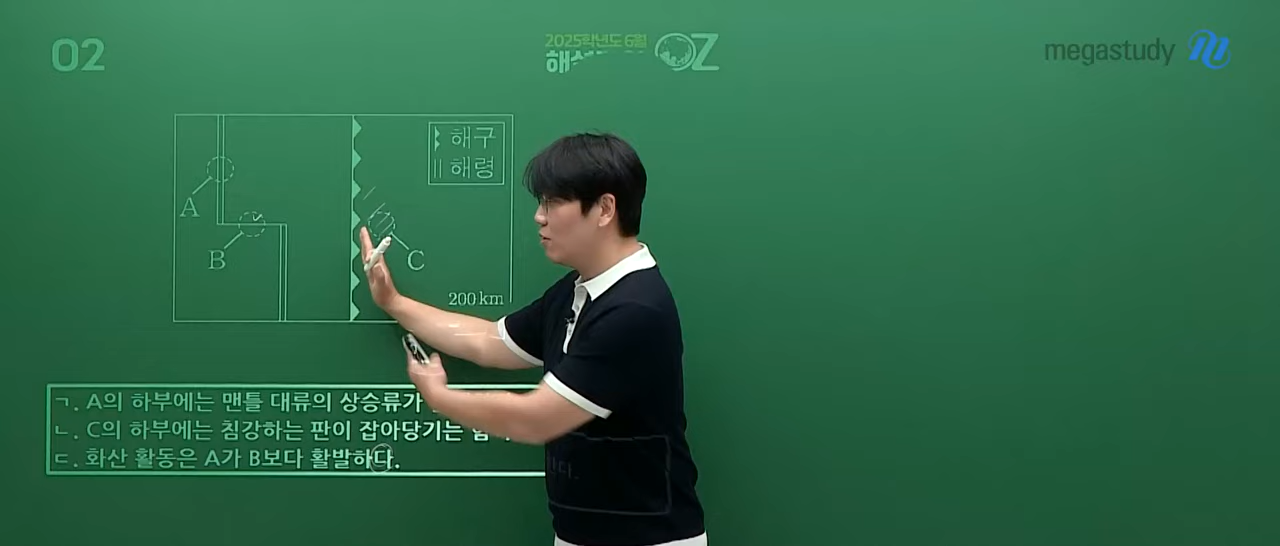 02
2025학년도 6월
OZ
megastudy
해구
해령
A
B
C
200 km
ㄱ. A의 하부에는 맨틀 대류의 상승류가
ㄴ. C의 하부에는 침강하는 판이 잡아당기는
ㄷ. 화산 활동은 A가 B보다 활발하다.